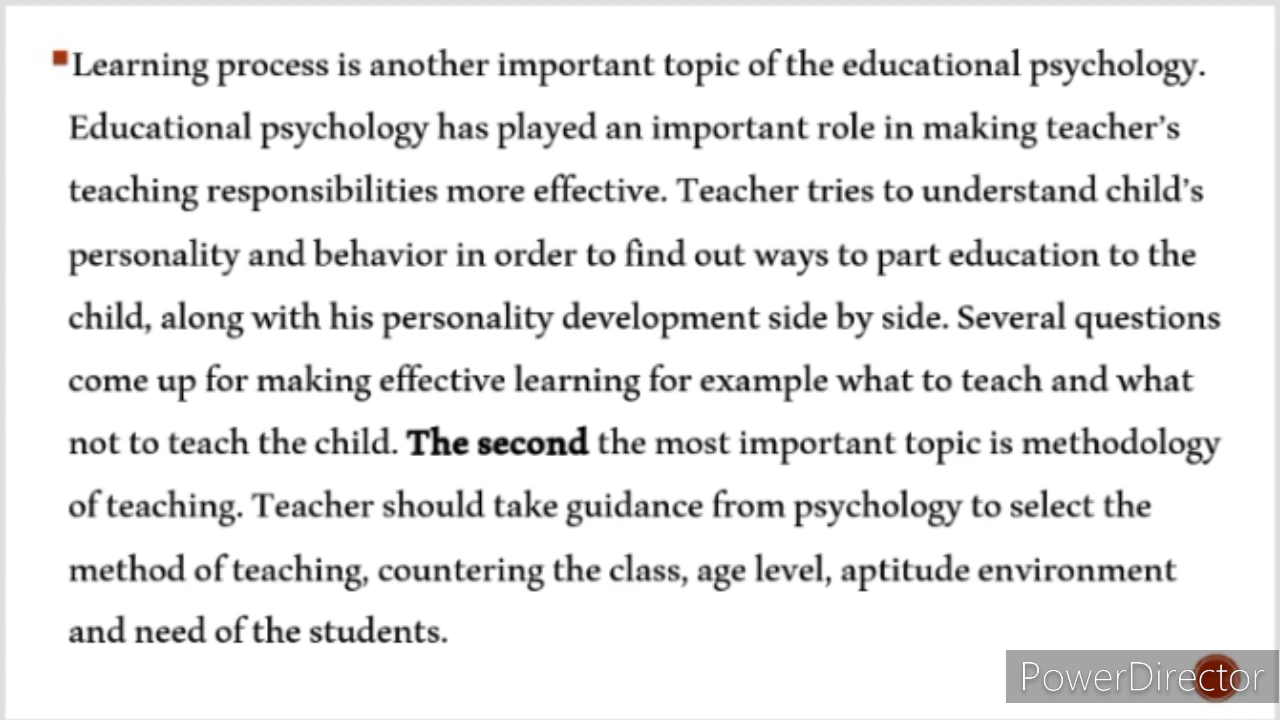 Learning process is another important topic of the educational psychology.
Educational psychology has played an important role in making teacher's
teaching responsibilities more effective. Teacher tries to understand child's
personality and behavior in order to find out ways to part education to the
child, along with his personality development side by side. Several questions
come up for making effective learning for example what to teach and what
not to teach the child. The second the most important topic is methodology
of teaching. Teacher should take guidance from psychology to select the
method of teaching, countering the class, age level, aptitude environment
and need of the students.
PowerDirector